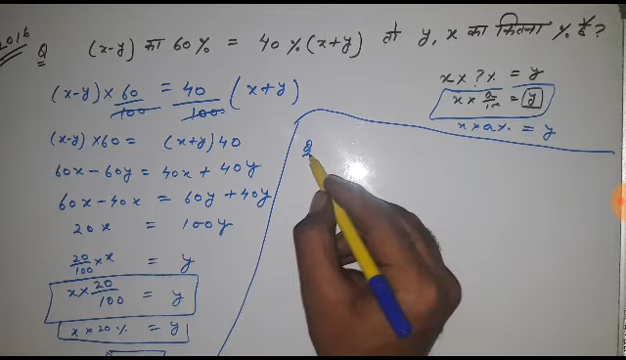 2016
Q (x-y) का 60% = 40%(x+y) तो y, x का कितना % है?
(x-y) × 60/100 = 40/100 (x+y)
(x-y) × 60 = (x+y) 40
60x - 60y = 40x + 40y
60x - 40x = 60y + 40y
20x = 100y
20/100 × x = y
x × 20/100 = y
x × 20% = y
x × ?% = y
x × a/100 = y
x × a% = y
Q